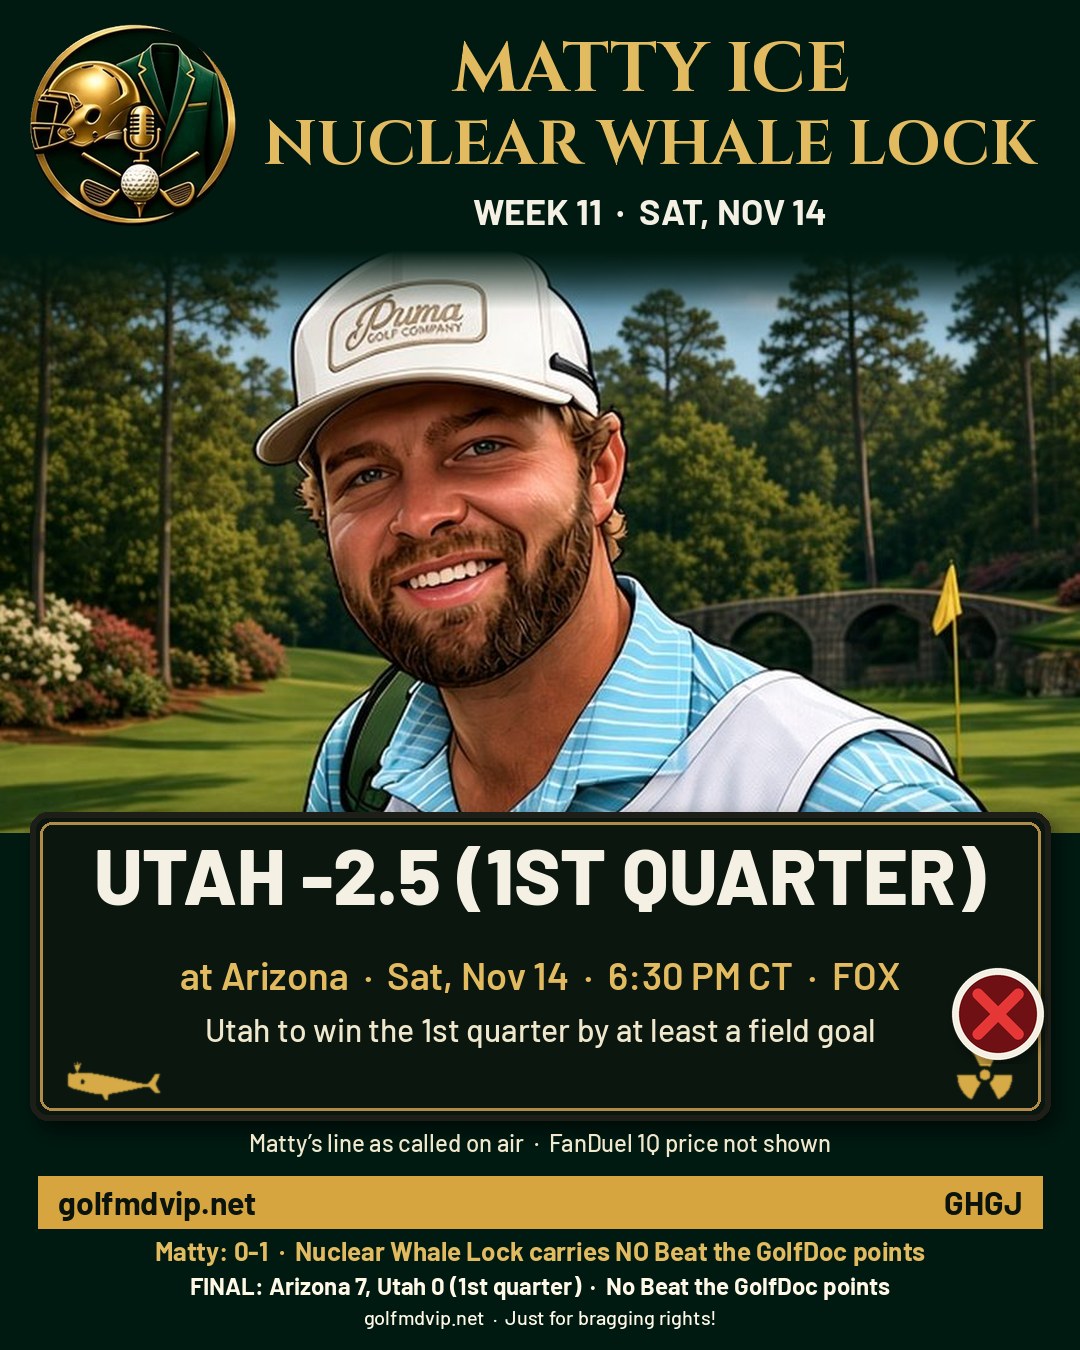 MATTY ICE
NUCLEAR WHALE LOCK
WEEK 11 · SAT, NOV 14
Puma
GOLF COMPANY
UTAH -2.5 (1ST QUARTER)
at Arizona · Sat, Nov 14 · 6:30 PM CT · FOX
Utah to win the 1st quarter by at least a field goal
Matty’s line as called on air · FanDuel 1Q price not shown
golfmdvip.net GHGJ
Matty: 0-1 · Nuclear Whale Lock carries NO Beat the GolfDoc points
FINAL: Arizona 7, Utah 0 (1st quarter) · No Beat the GolfDoc points
golfmdvip.net · Just for bragging rights!